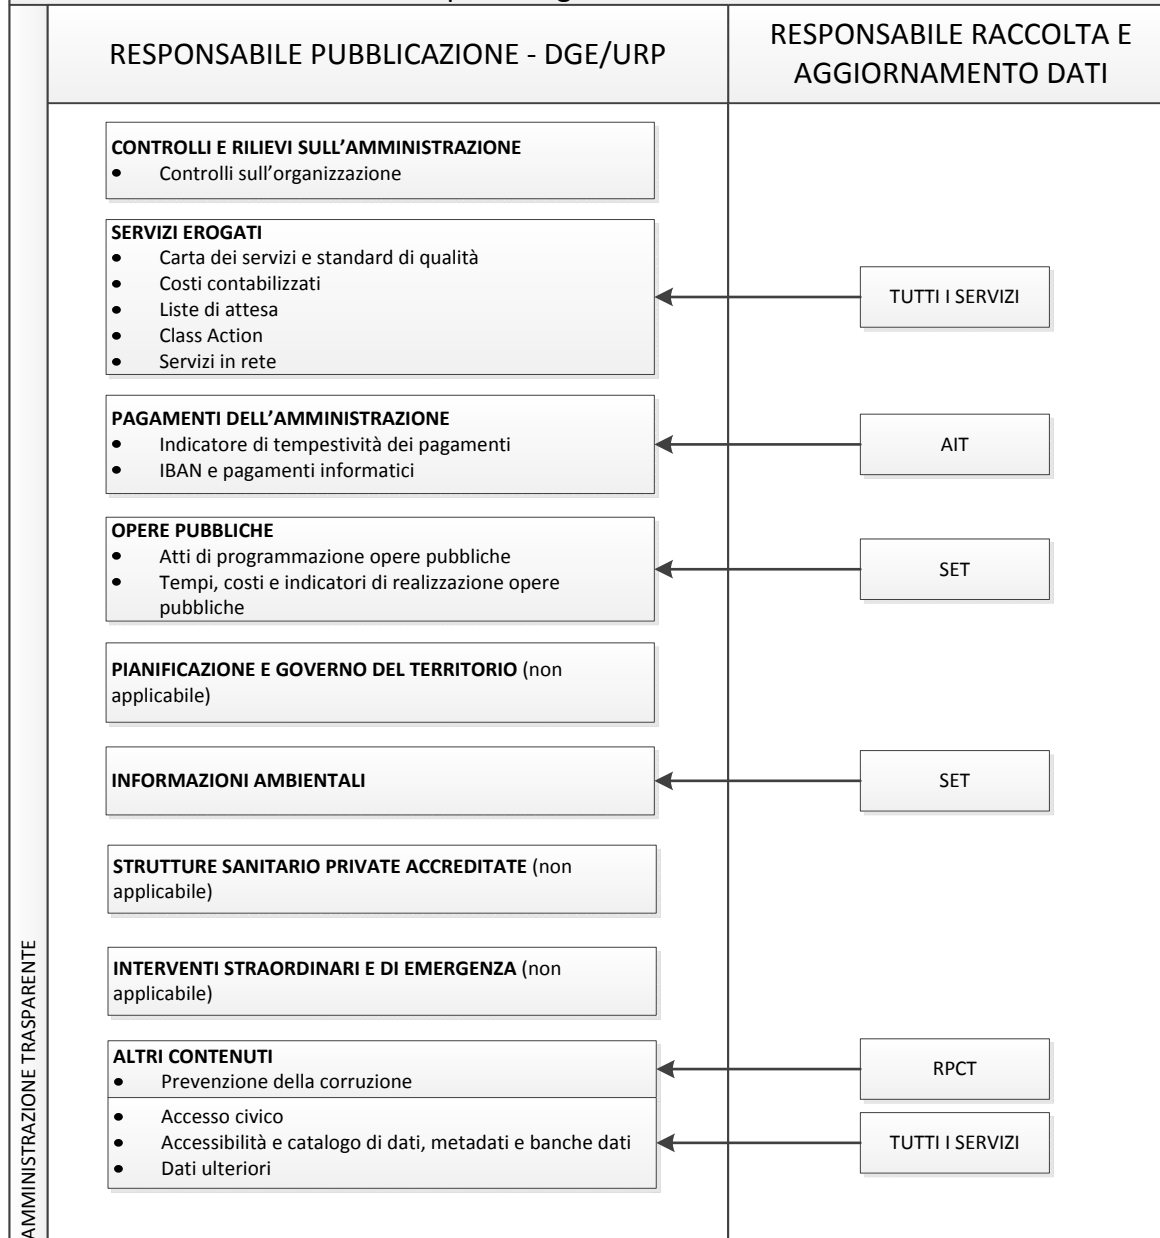 RESPONSABILE PUBBLICAZIONE - DGE/URP
RESPONSABILE RACCOLTA E
AGGIORNAMENTO DATI
CONTROLLI E RILIEVI SULL'AMMINISTRAZIONE
• Controlli sull'organizzazione
SERVIZI EROGATI
• Carta dei servizi e standard di qualità
• Costi contabilizzati
• Liste di attesa
• Class Action
• Servizi in rete
TUTTI I SERVIZI
PAGAMENTI DELL'AMMINISTRAZIONE
• Indicatore di tempestività dei pagamenti
• IBAN e pagamenti informatici
AIT
OPERE PUBBLICHE
• Atti di programmazione opere pubbliche
• Tempi, costi e indicatori di realizzazione opere
pubbliche
SET
PIANIFICAZIONE E GOVERNO DEL TERRITORIO (non
applicabile)
INFORMAZIONI AMBIENTALI
SET
STRUTTURE SANITARIO PRIVATE ACCREDITATE (non
applicabile)
INTERVENTI STRAORDINARI E DI EMERGENZA (non
applicabile)
ALTRI CONTENUTI
• Prevenzione della corruzione
RPCT
• Accesso civico
• Accessibilità e catalogo di dati, metadati e banche dati
• Dati ulteriori
TUTTI I SERVIZI
AMMINISTRAZIONE TRASPARENTE